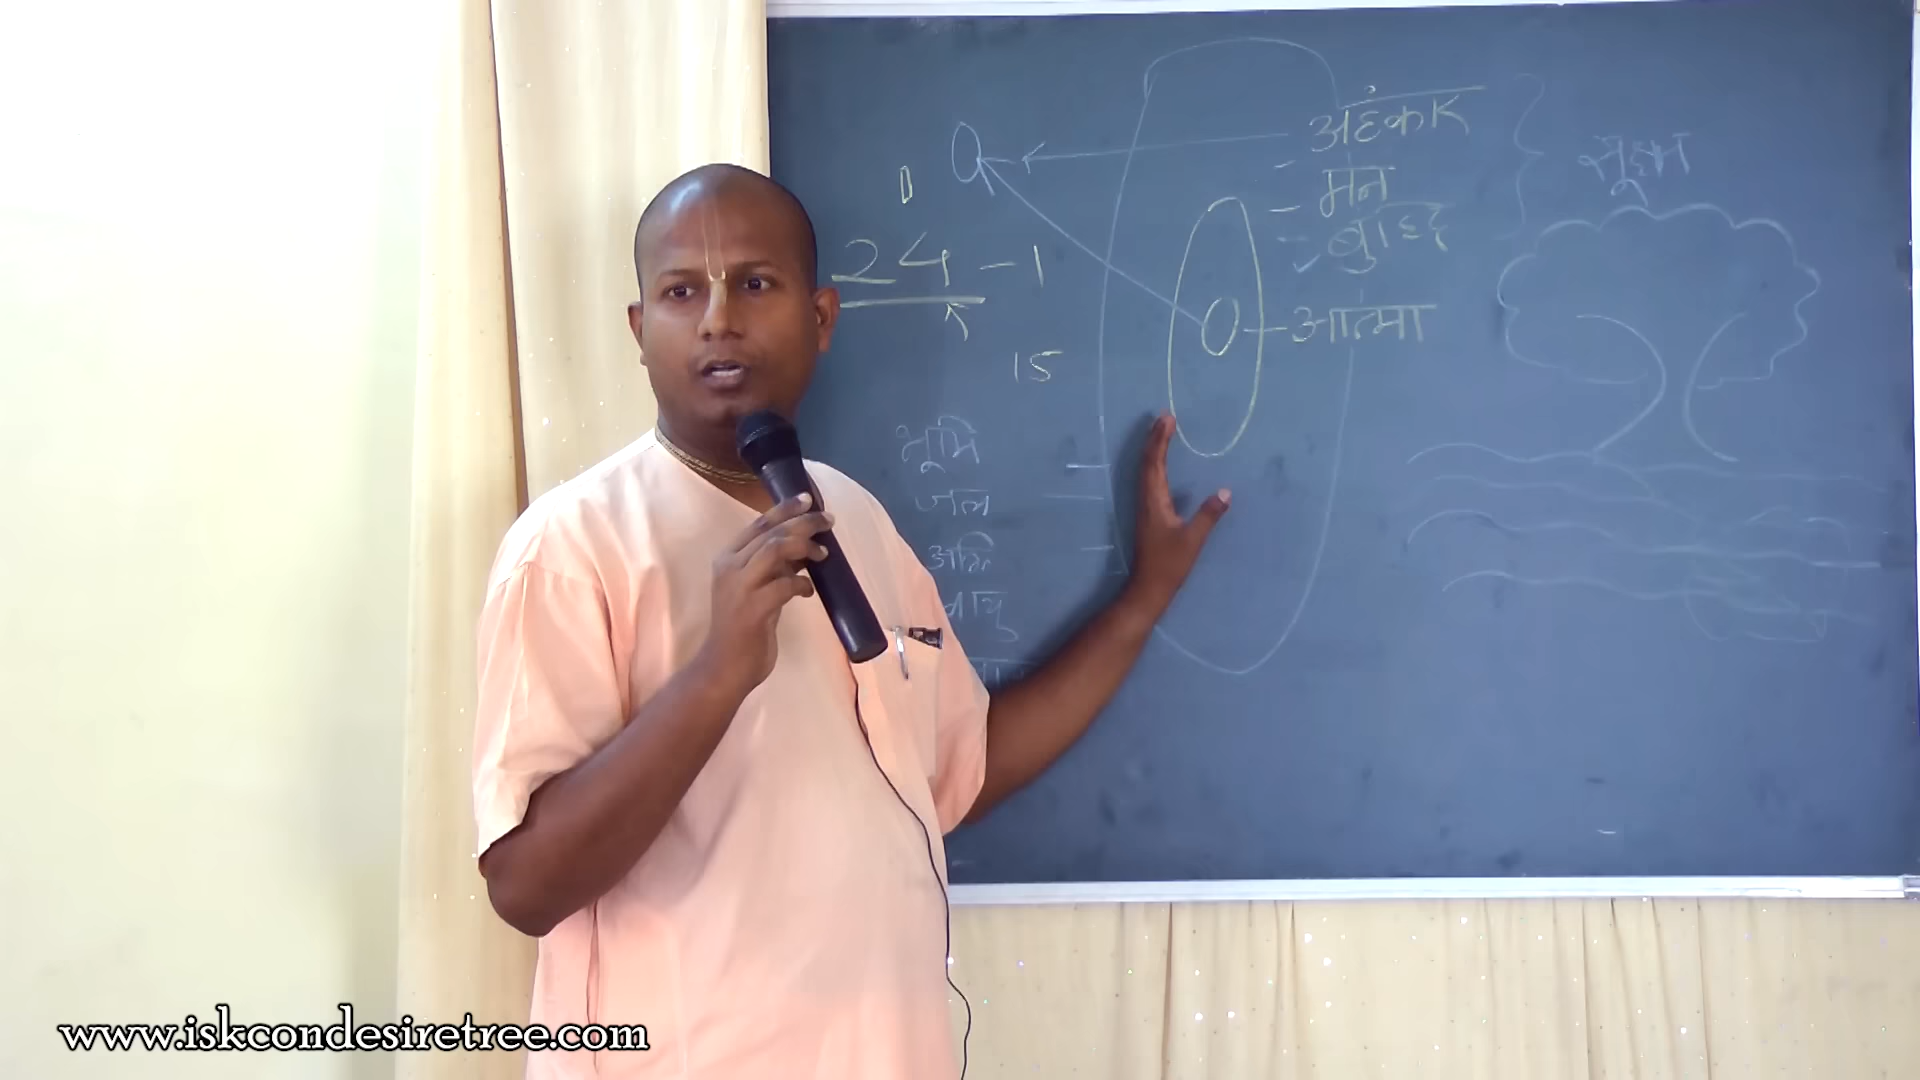 अहंकार
- मन
सूक्ष्म
- बुद्धि
24 - 1
आत्मा
15
भूमि
जल
अग्नि
वायु
www.iskcondesiretree.com